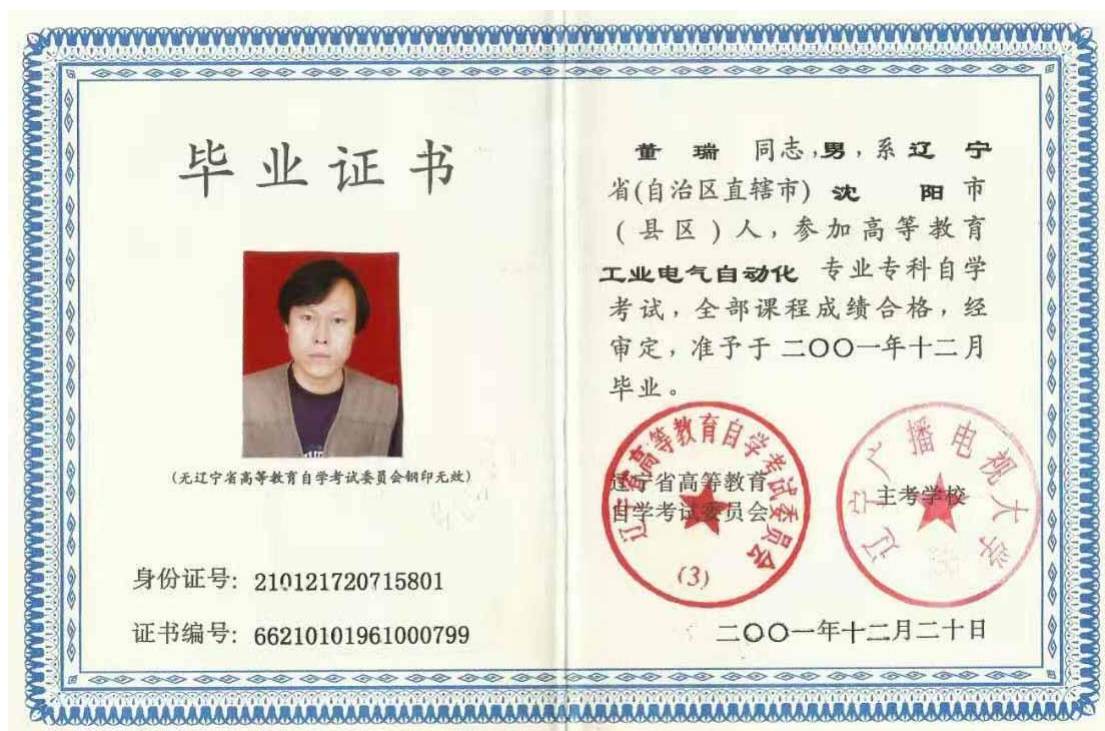 毕业证书
(无辽宁省高等教育自学考试委员会钢印无效)
身份证号: 210121720715801
证书编号: 66210101961000799
董 瑞 同志,男,系辽 宁
省(自治区直辖市) 沈 阳 市
(县区)人,参加高等教育
工业电气自动化 专业专科自学
考试,全部课程成绩合格,经
审定,准予于二〇〇一年十二月
毕业。
辽宁省高等教育自学考试委员会
辽宁省高等教育
自学考试委员会
(3)
辽宁广播电视大学
主考学校
二〇〇一年十二月二十日